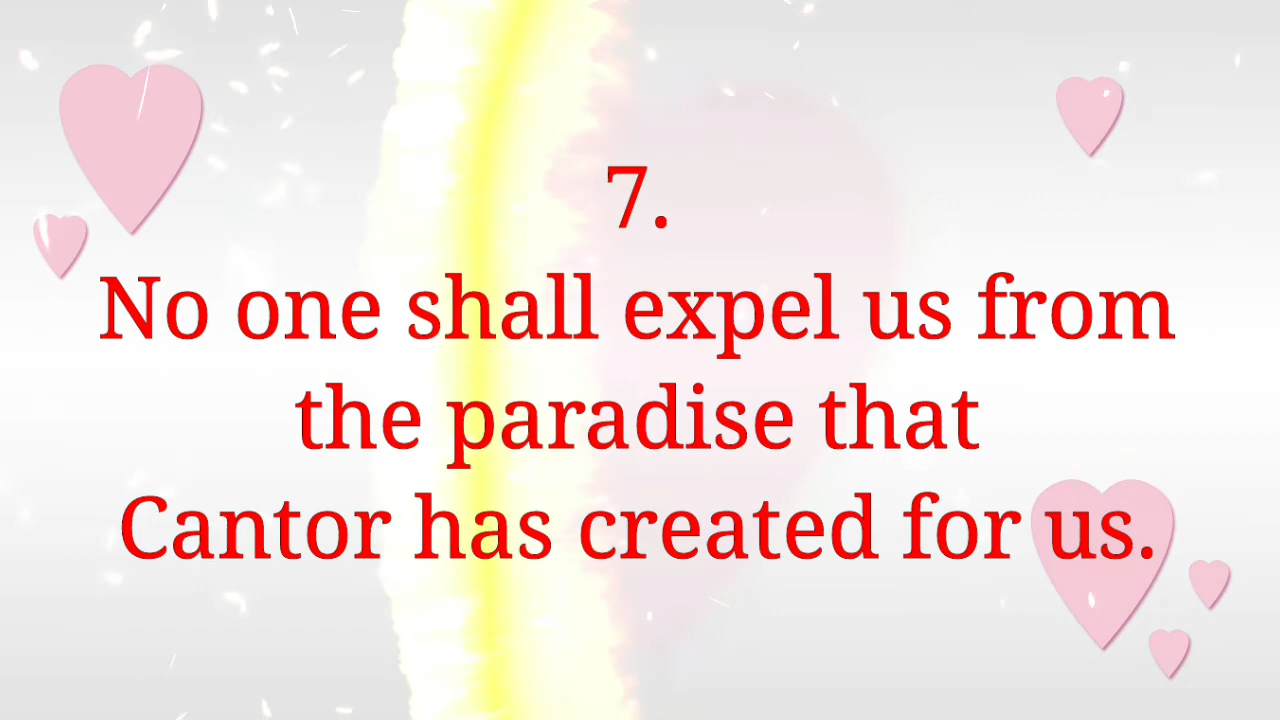 7.
No one shall expel us from
the paradise that
Cantor has created for us.